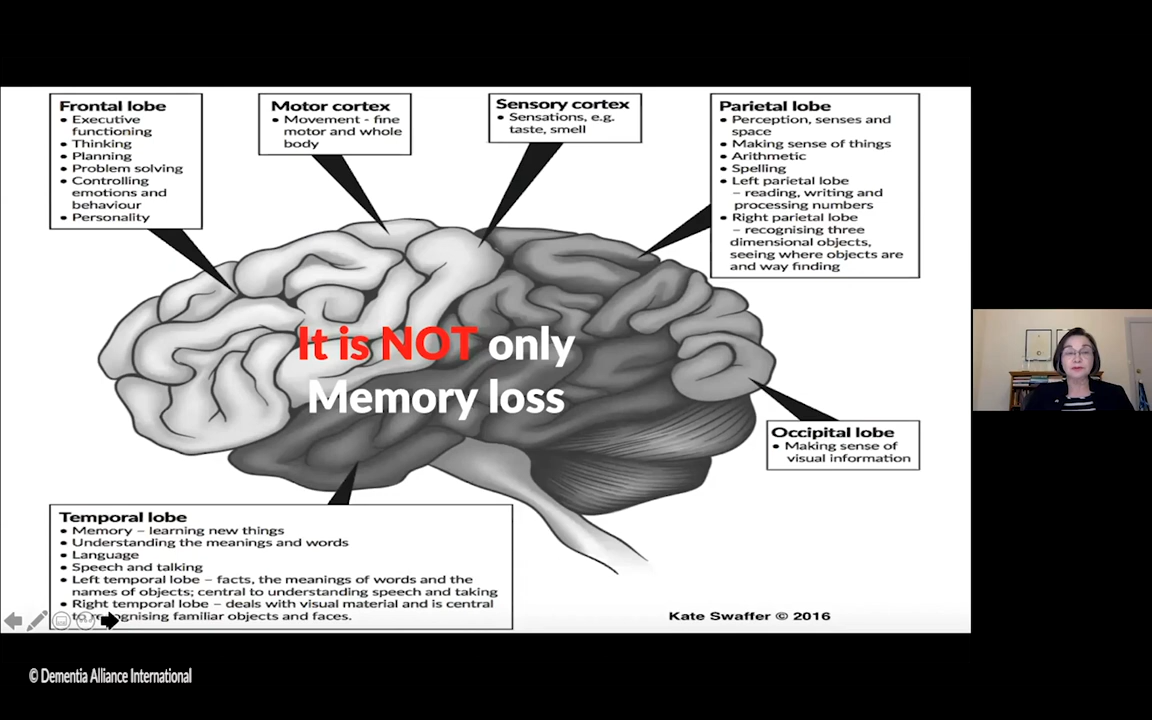 Frontal lobe
• Executive
functioning
• Thinking
• Planning
• Problem solving
• Controlling
emotions and
behaviour
• Personality
Motor cortex
• Movement - fine
motor and whole
body
Sensory cortex
• Sensations, e.g.
taste, smell
Parietal lobe
• Perception, senses and
space
• Making sense of things
• Arithmetic
• Spelling
• Left parietal lobe
– reading, writing and
processing numbers
• Right parietal lobe
– recognising three
dimensional objects,
seeing where objects are
and way finding
It is NOT only
Memory loss
Occipital lobe
• Making sense of
visual information
Temporal lobe
• Memory – learning new things
• Understanding the meanings and words
• Language
• Speech and talking
• Left temporal lobe – facts, the meanings of words and the
names of objects; central to understanding speech and taking
• Right temporal lobe – deals with visual material and is central
familiar objects and faces.
Kate Swaffer © 2016
© Dementia Alliance International